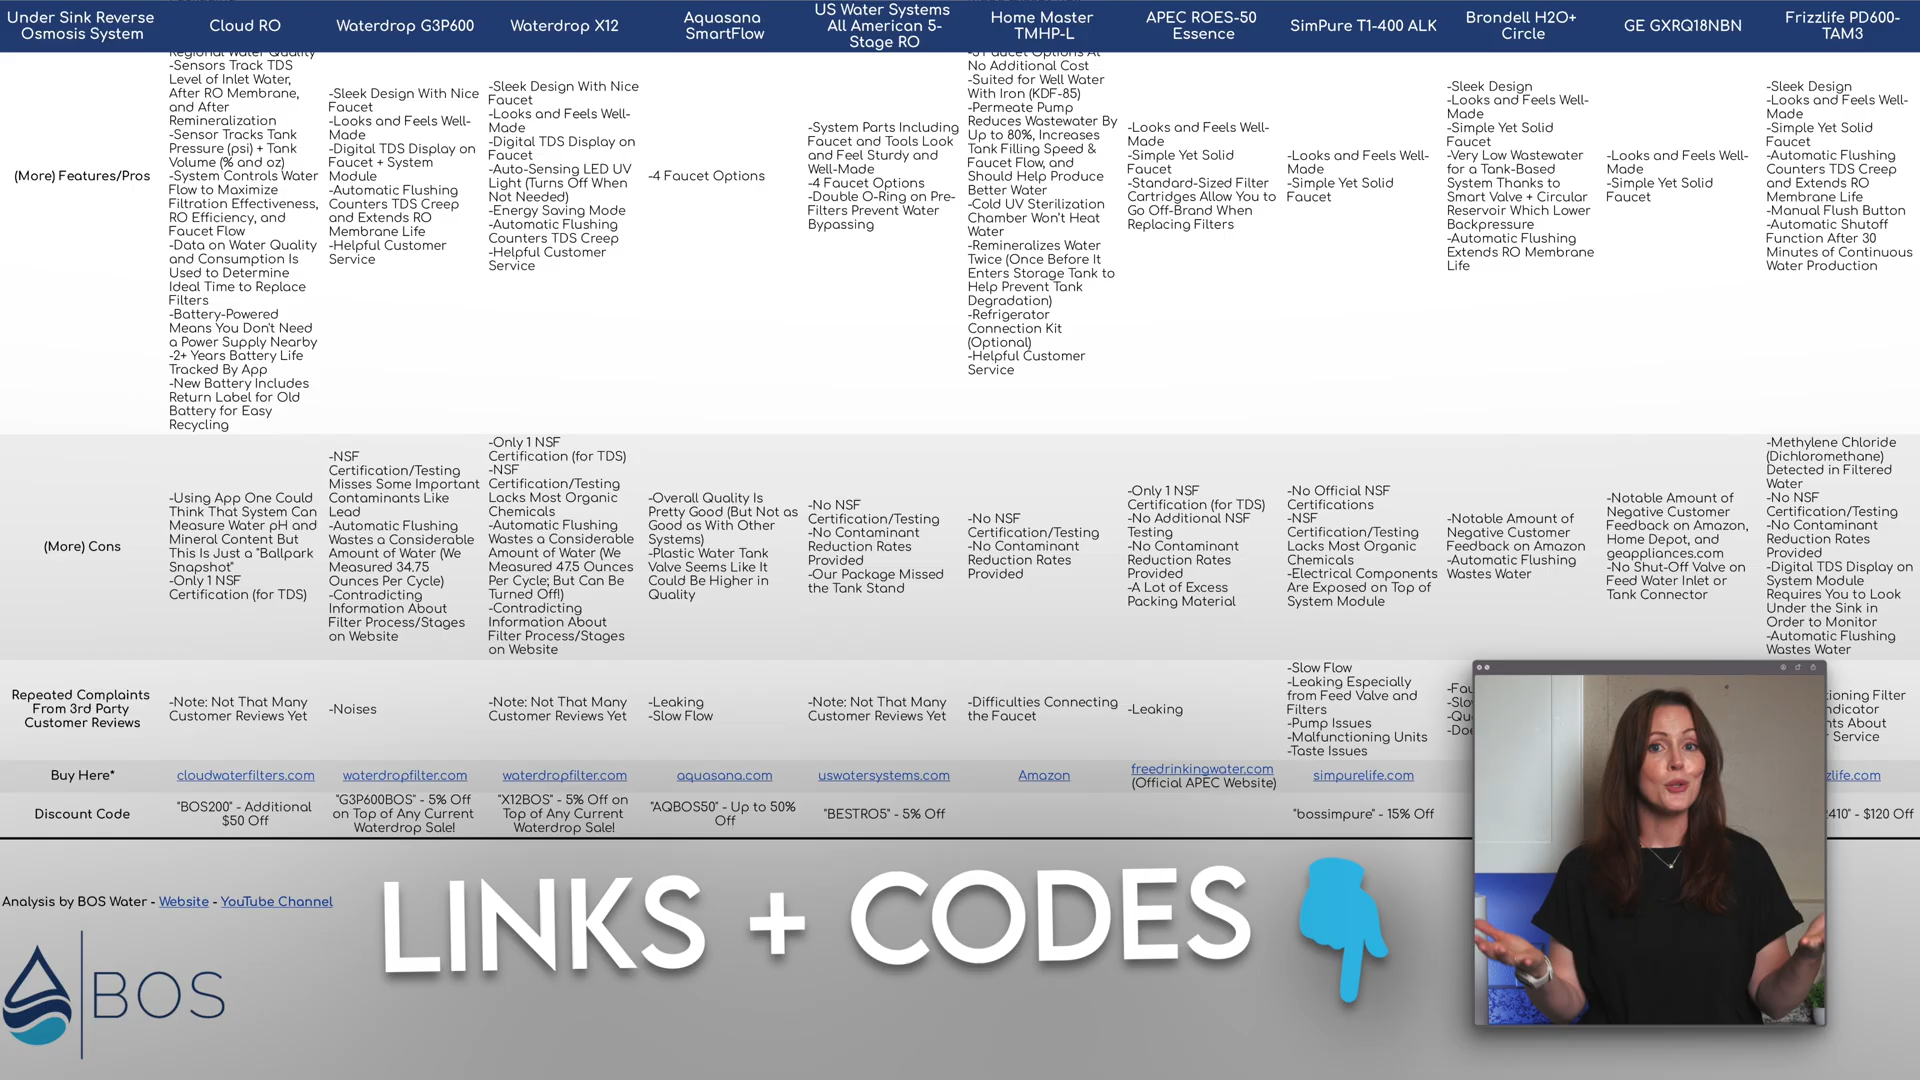 Under Sink Reverse
Osmosis System
Cloud RO
Waterdrop G3P600
Waterdrop X12
Aquasana
SmartFlow
US Water Systems
All American 5-
Stage RO
Home Master
TMHP-L
APEC ROES-50
Essence
SimPure T1-400 ALK
Brondell H2O+
Circle
GE GXRQ18NBN
Frizzlife PD600-
TAM3
(More) Features/Pros
Regional Water Quality
-Sensors Track TDS
Level of Inlet Water,
After RO Membrane,
and After
Remineralization
-Sensor Tracks Tank
Pressure (psi) + Tank
Volume (% and oz)
-System Controls Water
Flow to Maximize
Filtration Effectiveness,
RO Efficiency, and
Faucet Flow
-Data on Water Quality
and Consumption Is
Used to Determine
Ideal Time to Replace
Filters
-Battery-Powered
Means You Don't Need
a Power Supply Nearby
-2+ Years Battery Life
Tracked By App
-New Battery Includes
Return Label for Old
Battery for Easy
Recycling
-Sleek Design With Nice
Faucet
-Looks and Feels Well-
Made
-Digital TDS Display on
Faucet + System
Module
-Automatic Flushing
Counters TDS Creep
and Extends RO
Membrane Life
-Helpful Customer
Service
-Sleek Design With Nice
Faucet
-Looks and Feels Well-
Made
-Digital TDS Display on
Faucet
-Auto-Sensing LED UV
Light (Turns Off When
Not Needed)
-Energy Saving Mode
-Automatic Flushing
Counters TDS Creep
-Helpful Customer
Service
-4 Faucet Options
-System Parts Including
Faucet and Tools Look
and Feel Sturdy and
Well-Made
-4 Faucet Options
-Double O-Ring on Pre-
Filters Prevent Water
Bypassing
Faucet Options At
No Additional Cost
-Suited for Well Water
With Iron (KDF-85)
-Permeate Pump
Reduces Wastewater By
Up to 80%, Increases
Tank Filling Speed &
Faucet Flow, and
Should Help Produce
Better Water
-Cold UV Sterilization
Chamber Won't Heat
Water
-Remineralizes Water
Twice (Once Before It
Enters Storage Tank to
Help Prevent Tank
Degradation)
-Refrigerator
Connection Kit
(Optional)
-Helpful Customer
Service
-Looks and Feels Well-
Made
-Simple Yet Solid
Faucet
-Standard-Sized Filter
Cartridges Allow You to
Go Off-Brand When
Replacing Filters
-Looks and Feels Well-
Made
-Simple Yet Solid
Faucet
-Sleek Design
-Looks and Feels Well-
Made
-Simple Yet Solid
Faucet
-Very Low Wastewater
for a Tank-Based
System Thanks to
Smart Valve + Circular
Reservoir Which Lower
Backpressure
-Automatic Flushing
Extends RO Membrane
Life
-Looks and Feels Well-
Made
-Simple Yet Solid
Faucet
-Sleek Design
-Looks and Feels Well-
Made
-Simple Yet Solid
Faucet
-Automatic Flushing
Counters TDS Creep
and Extends RO
Membrane Life
-Manual Flush Button
-Automatic Shutoff
Function After 30
Minutes of Continuous
Water Production
(More) Cons
-Using App One Could
Think That System Can
Measure Water pH and
Mineral Content But
This Is Just a "Ballpark
Snapshot"
-Only 1 NSF
Certification (for TDS)
-NSF
Certification/Testing
Misses Some Important
Contaminants Like
Lead
-Automatic Flushing
Wastes a Considerable
Amount of Water (We
Measured 34.75
Ounces Per Cycle)
-Contradicting
Information About
Filter Process/Stages
on Website
-Only 1 NSF
Certification (for TDS)
-NSF
Certification/Testing
Lacks Most Organic
Chemicals
-Automatic Flushing
Wastes a Considerable
Amount of Water (We
Measured 47.5 Ounces
Per Cycle; But Can Be
Turned Off!)
-Contradicting
Information About
Filter Process/Stages
on Website
-Overall Quality Is
Pretty Good (But Not as
Good as With Other
Systems)
-Plastic Water Tank
Valve Seems Like It
Could Be Higher in
Quality
-No NSF
Certification/Testing
-No Contaminant
Reduction Rates
Provided
-Our Package Missed
the Tank Stand
-No NSF
Certification/Testing
-No Contaminant
Reduction Rates
Provided
-Only 1 NSF
Certification (for TDS)
-No Additional NSF
Testing
-No Contaminant
Reduction Rates
Provided
-A Lot of Excess
Packing Material
-No Official NSF
Certifications
-NSF
Certification/Testing
Lacks Most Organic
Chemicals
-Electrical Components
Are Exposed on Top of
System Module
-Notable Amount of
Negative Customer
Feedback on Amazon
-Automatic Flushing
Wastes Water
-Notable Amount of
Negative Customer
Feedback on Amazon,
Home Depot, and
geappliances.com
-No Shut-Off Valve on
Feed Water Inlet or
Tank Connector
-Methylene Chloride
(Dichloromethane)
Detected in Filtered
Water
-No NSF
Certification/Testing
-No Contaminant
Reduction Rates
Provided
-Digital TDS Display on
System Module
Requires You to Look
Under the Sink in
Order to Monitor
-Automatic Flushing
Wastes Water
Repeated Complaints
From 3rd Party
Customer Reviews
-Note: Not That Many
Customer Reviews Yet
-Noises
-Note: Not That Many
Customer Reviews Yet
-Leaking
-Slow Flow
-Note: Not That Many
Customer Reviews Yet
-Difficulties Connecting
the Faucet
-Leaking
-Slow Flow
-Leaking Especially
from Feed Valve and
Filters
-Pump Issues
-Malfunctioning Units
-Taste Issues
Filter
About
Service
Buy Here*
cloudwaterfilters.com
waterdropfilter.com
waterdropfilter.com
aquasana.com
uswatersystems.com
Amazon
freedrinkingwater.com
(Official APEC Website)
simpurelife.com
zlife.com
Discount Code
"BOS200" - Additional
$50 Off
"G3P600BOS" - 5% Off
on Top of Any Current
Waterdrop Sale!
"X12BOS" - 5% Off on
Top of Any Current
Waterdrop Sale!
"AQBOS50" - Up to 50%
Off
"BESTRO5" - 5% Off
"bossimpure" - 15% Off
410" - $120 Off
LINKS + CODES
Analysis by BOS Water - Website - YouTube Channel
BOS